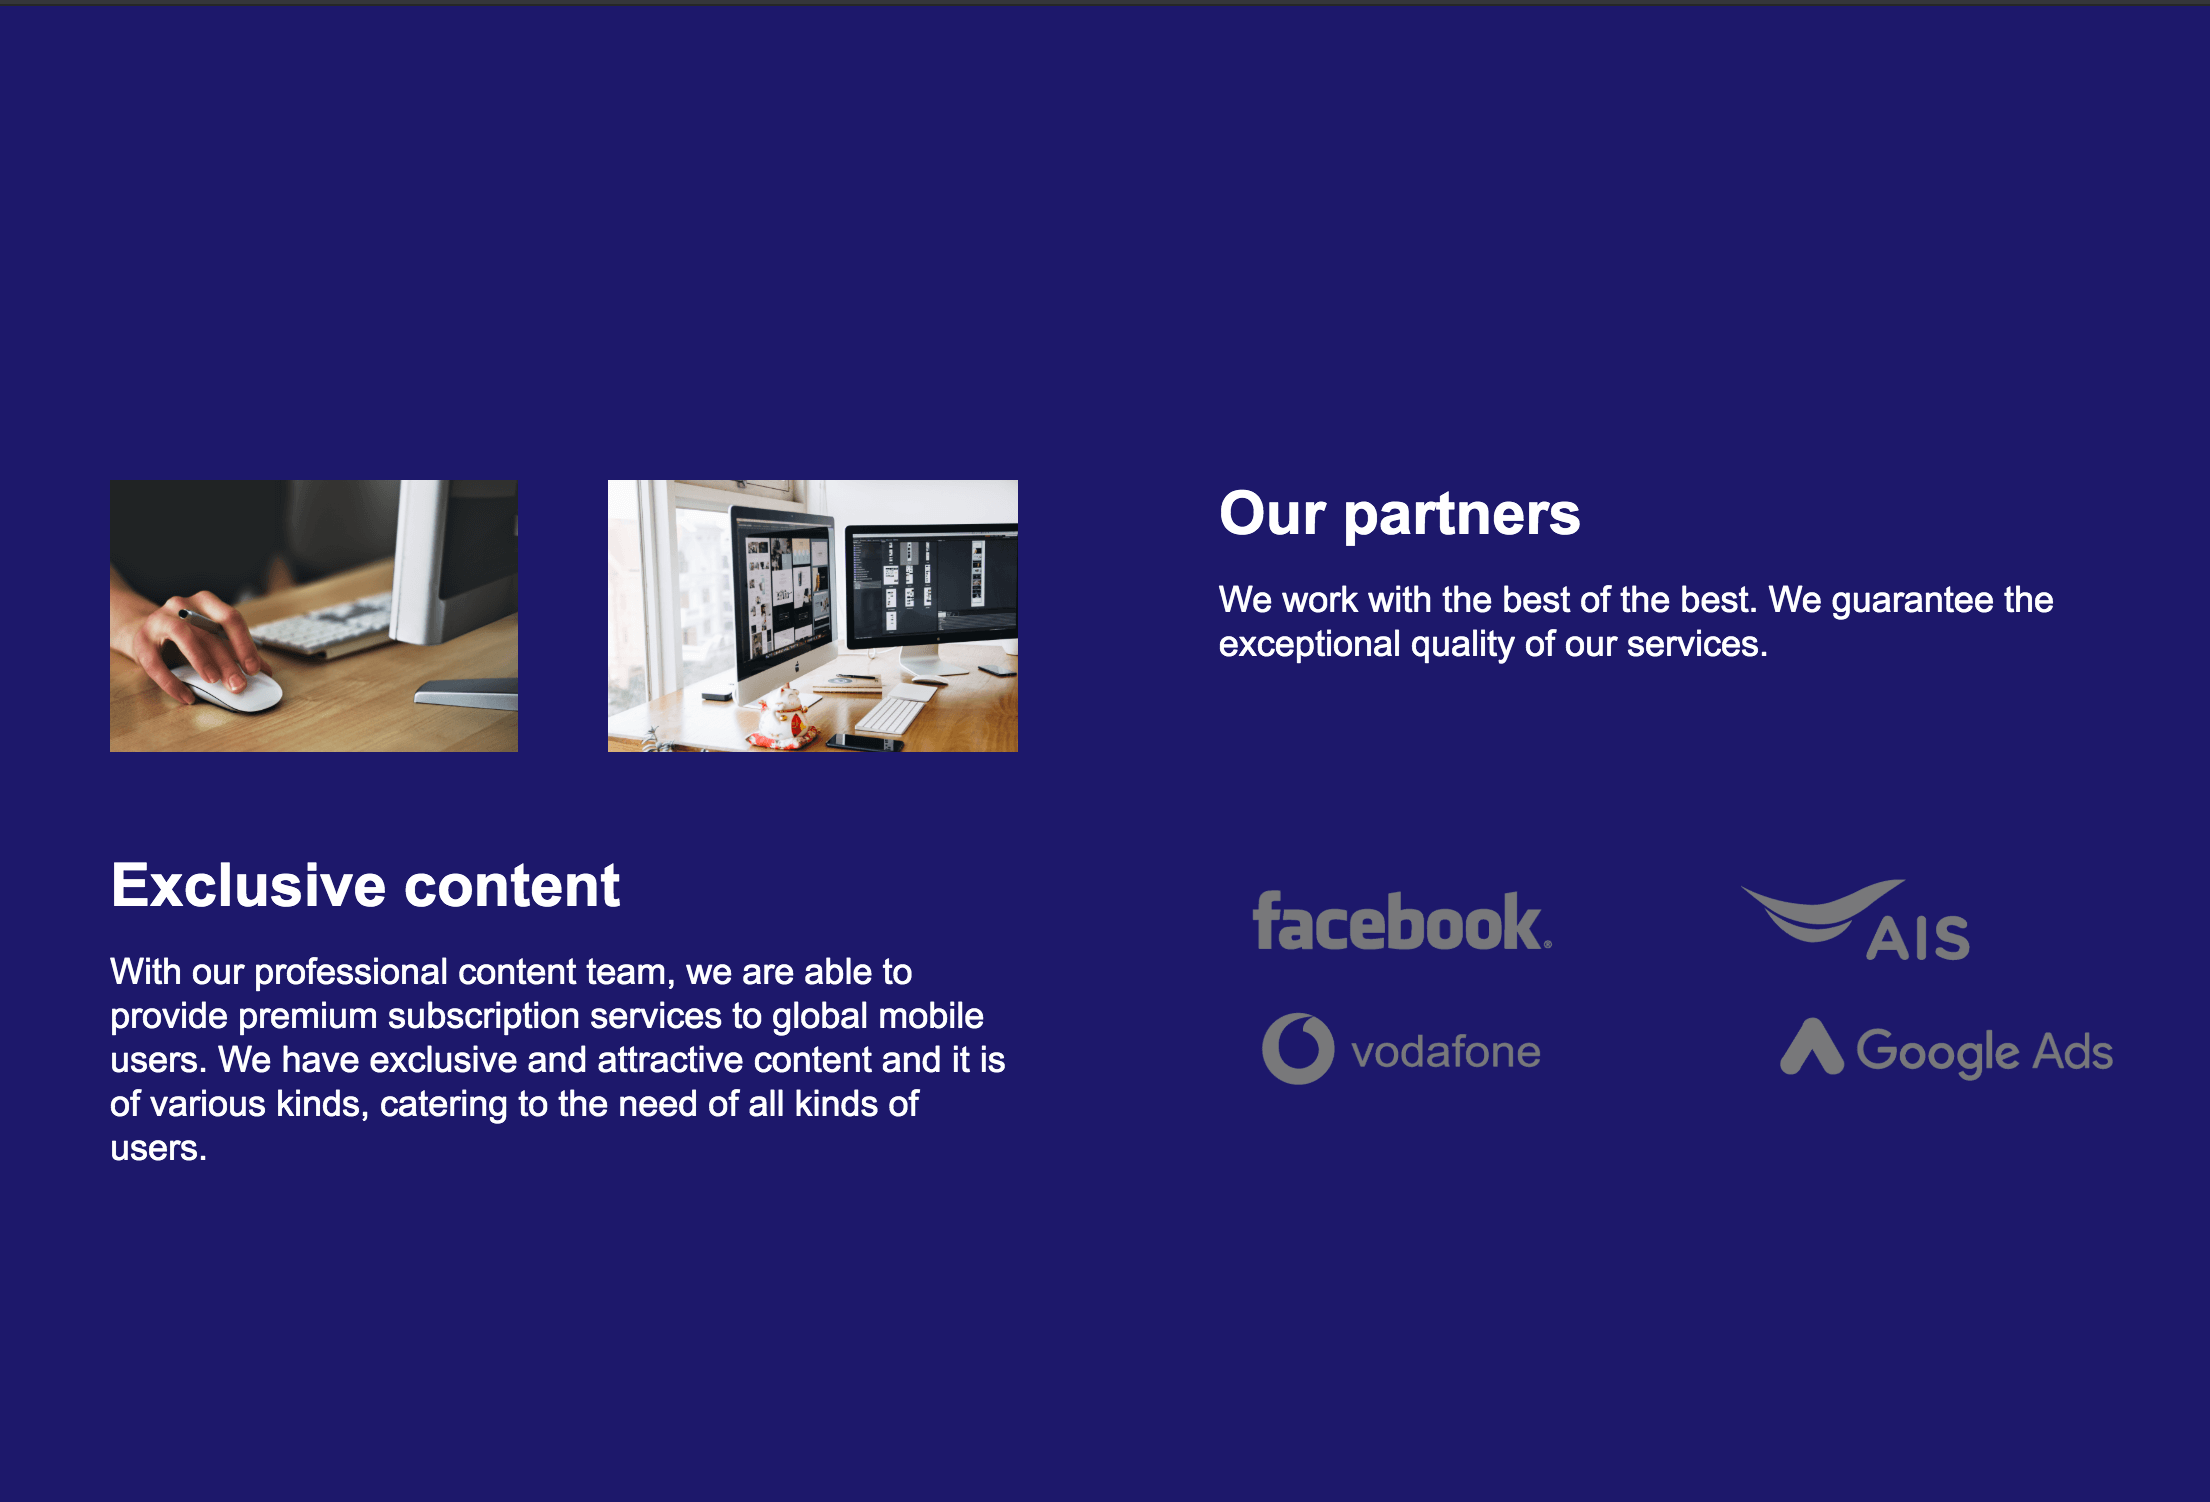 Our partners
We work with the best of the best. We guarantee the
exceptional quality of our services.
Exclusive content
With our professional content team, we are able to
provide premium subscription services to global mobile
users. We have exclusive and attractive content and it is
of various kinds, catering to the need of all kinds of
users.
facebook®
AIS
vodafone
Google Ads